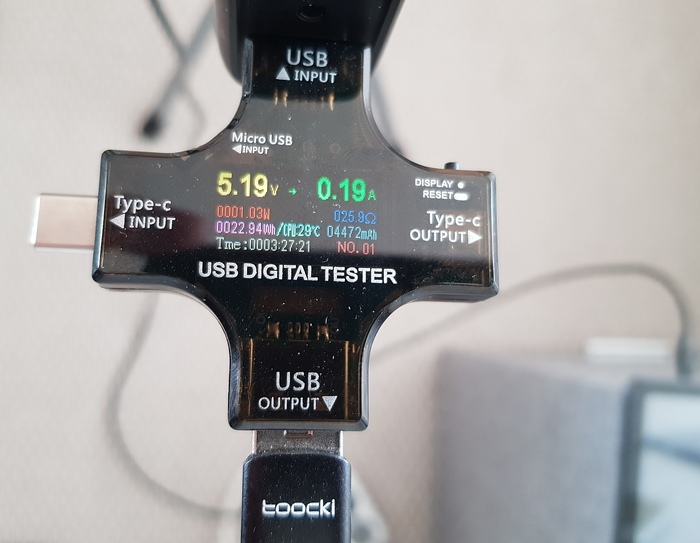 USB
▲ INPUT
Micro USB
◀INPUT
5.19V → 0.19A
DISPLAY
RESET
Type-c
◀ INPUT
0001.03W 025.9Ω
Type-c
OUTPUT▶
0022.94Wh/CPU:29℃ 04472mAh
Tme:0003:27:21 NO.01
USB DIGITAL TESTER
USB
OUTPUT▼
toocki